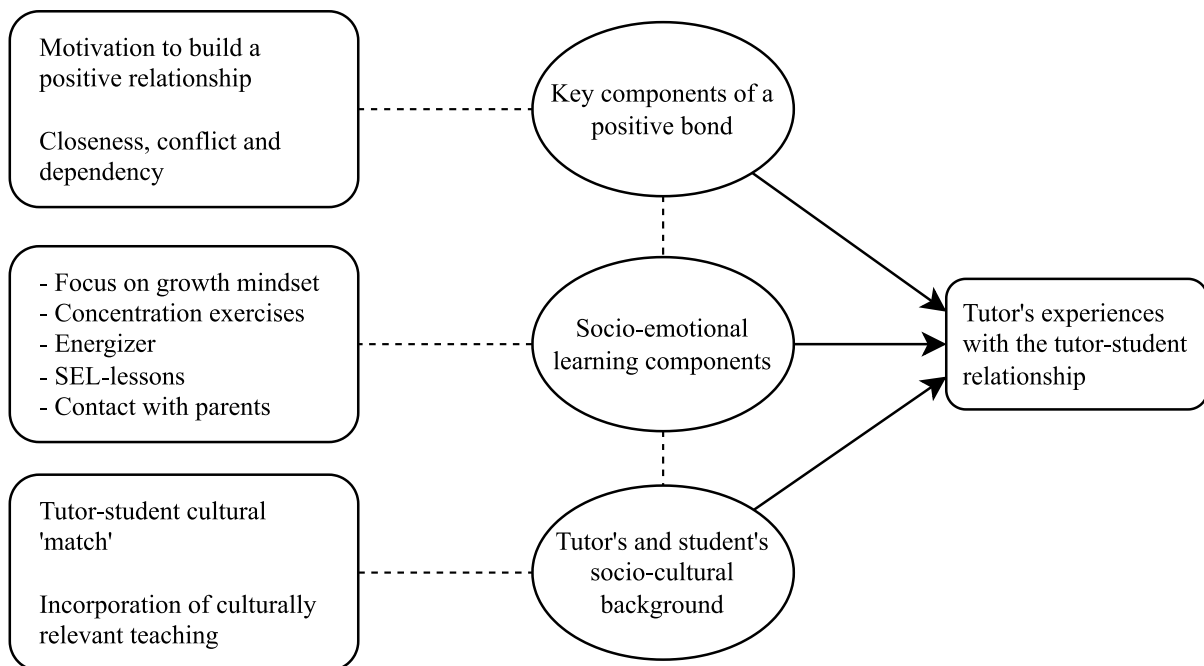 Motivation to build a
positive relationship
Closeness, conflict and
dependency
Key components of a
positive bond
- Focus on growth mindset
- Concentration exercises
- Energizer
- SEL-lessons
- Contact with parents
Socio-emotional
learning components
Tutor's experiences
with the tutor-student
relationship
Tutor-student cultural
'match'
Incorporation of culturally
relevant teaching
Tutor's and student's
socio-cultural
background